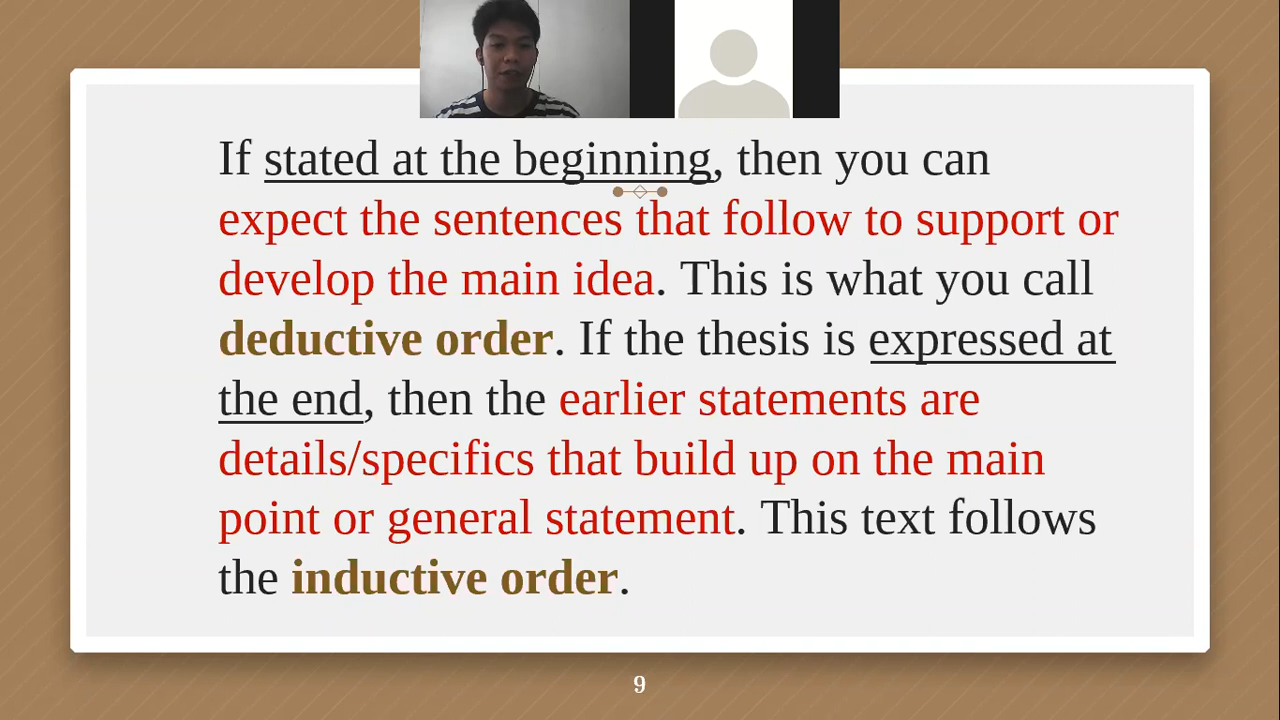 If stated at the beginning, then you can
expect the sentences that follow to support or
develop the main idea. This is what you call
deductive order. If the thesis is expressed at
the end, then the earlier statements are
details/specifics that build up on the main
point or general statement. This text follows
the inductive order.
9